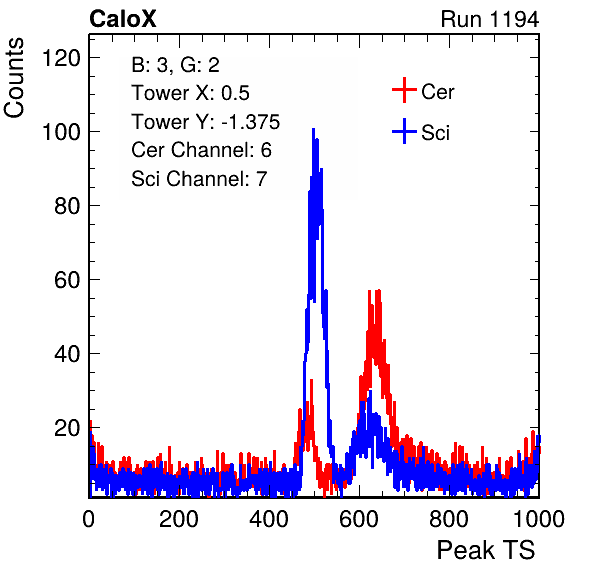 CaloX Run 1194
Counts
B: 3, G: 2
Tower X: 0.5
Tower Y: -1.375
Cer Channel: 6
Sci Channel: 7
Cer
Sci
120
100
80
60
40
20
0 200 400 600 800 1000
Peak TS